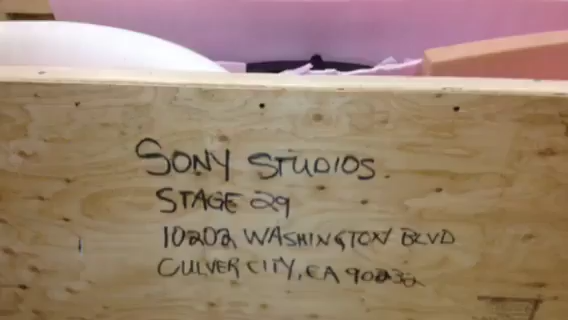 SONY STUDIOS.
STAGE 29
10202 WASHINGTON BLVD
CULVER CITY, CA 90232